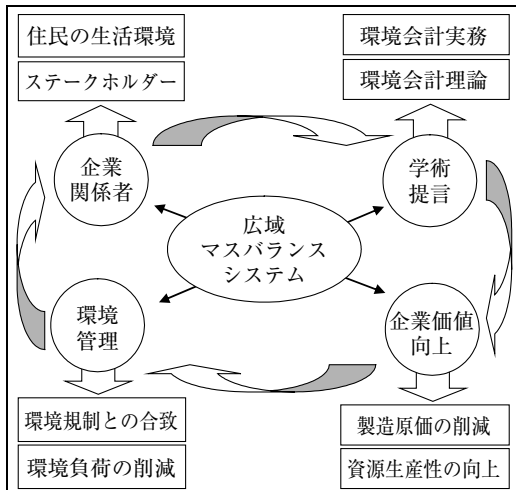 住民の生活環境
ステークホルダー
環境会計実務
環境会計理論
企業
関係者
学術
提言
広域
マスバランス
システム
環境
管理
企業価値
向上
環境規制との合致
環境負荷の削減
製造原価の削減
資源生産性の向上